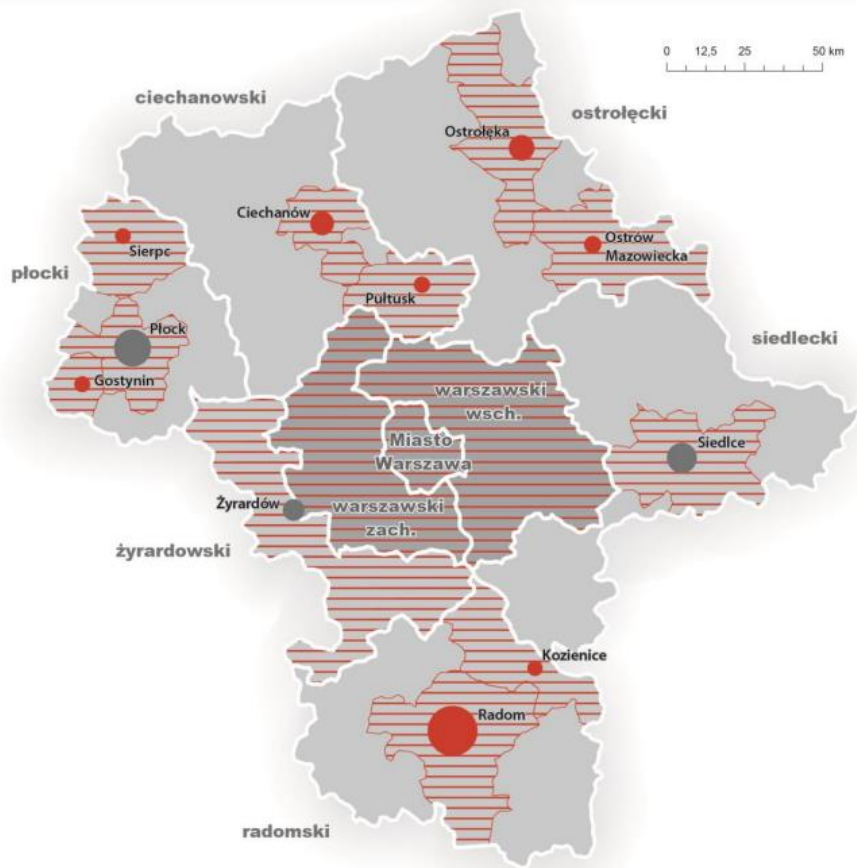 0 12,5 25 50 km
ciechanowski
ostrołęcki
Ostrołęka
Ciechanów
Sierpc
Ostrów
Mazowiecka
płocki
Pułtusk
Płock
siedlecki
Gostynin
warszawski
wsch.
Miasto
Warszawa
Siedlce
Żyrardów
warszawski
zach.
żyrardowski
Kozienice
Radom
radomski